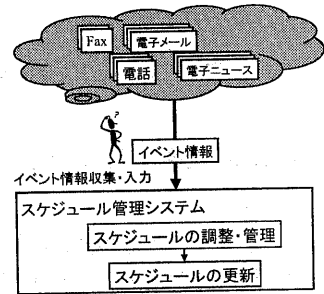 Fax
電子メール
電話
電子ニュース
?
イベント情報
イベント情報収集・入力
スケジュール管理システム
スケジュールの調整・管理
スケジュールの更新